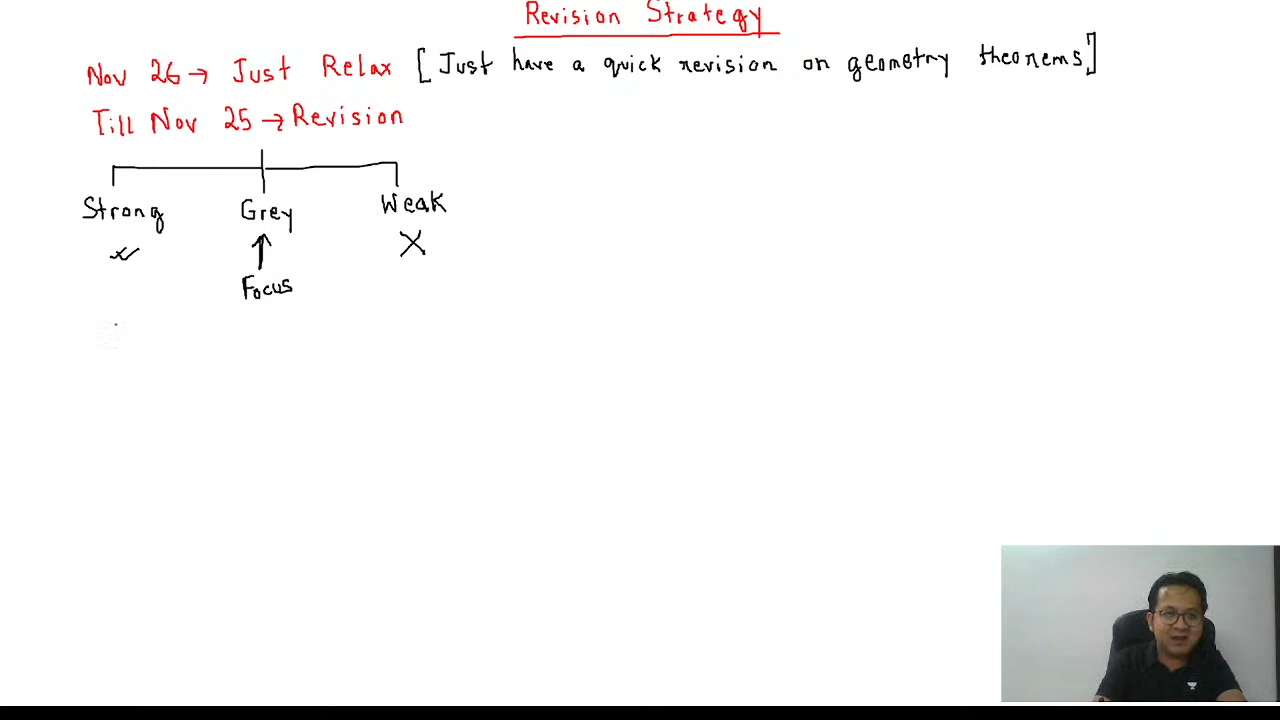 Revision Strategy
Nov 26 → Just Relax [Just have a quick revision on geometry theorems]
Till Nov 25 → Revision
Strong Grey Weak
Focus